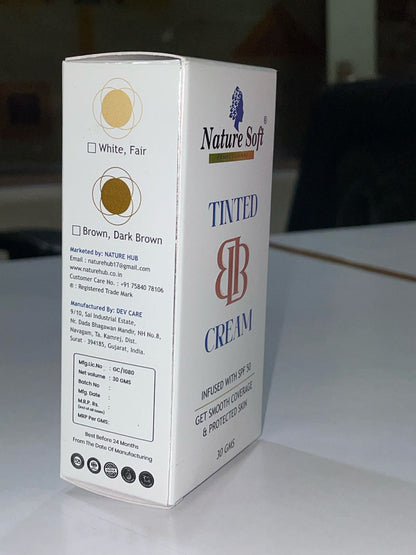 White, Fair
Brown, Dark Brown
Marketed by: NATURE HUB
Email : naturehub17@gmail.com
www.naturehub.co.in
Customer Care No. : +91 75840 78106
® : Registered Trade Mark
Manufactured By: DEV CARE
9/10, Sai Industrial Estate,
Nr. Dada Bhagwan Mandir, NH No.8,
Navagam, Ta. Kamrej, Dist.
Surat - 394185, Gujarat, India.
Mfg.Lic.No : GC/1080
Net volume : 30 GMS
Batch No :
Mfg. Date :
M.R.P. Rs. :
(Incl.of all taxes)
MRP Per GMS:
Best Before 24 Months
From The Date Of Manufacturing
Nature Soft ®
TINTED
BB
CREAM
INFUSED WITH SPF 30
GET SMOOTH COVERAGE
& PROTECTED SKIN
30 GMS